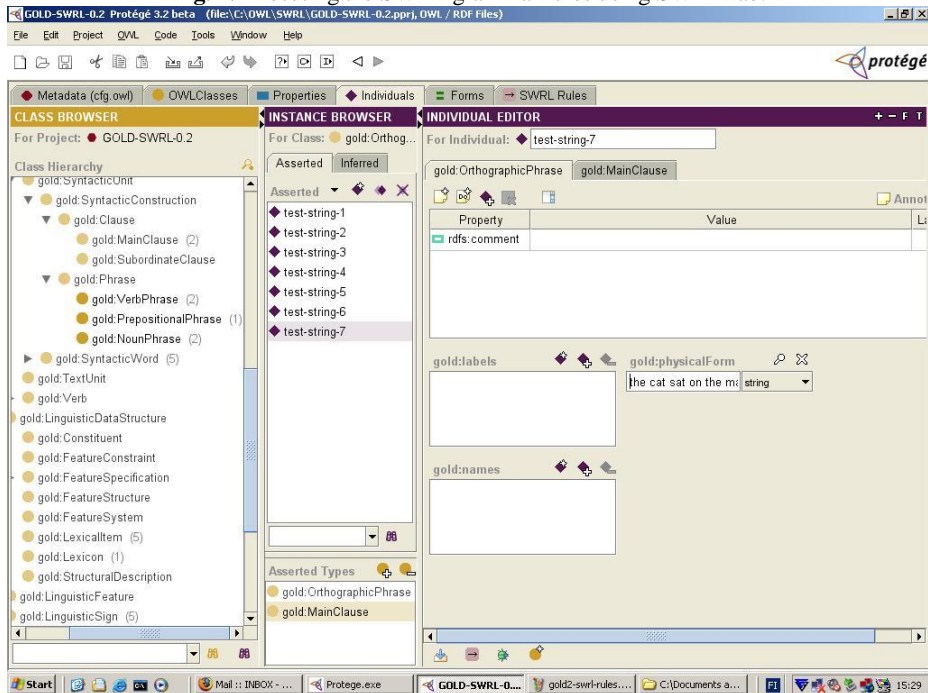 GOLD-SWRL-0.2 Protégé 3.2 beta (file:\C:\OWL\SWRL\GOLD-SWRL-0.2.pprj, OWL / RDF Files)
File Edit Project OWL Code Tools Window Help
protégé
Metadata (cfg.owl) OWLClasses Properties Individuals Forms SWRL Rules
CLASS BROWSER
For Project: GOLD-SWRL-0.2
Class Hierarchy
gold:SyntacticUnit
gold:SyntacticConstruction
gold:Clause
gold:MainClause (2)
gold:SubordinateClause
gold:Phrase
gold:VerbPhrase (2)
gold:PrepositionalPhrase (1)
gold:NounPhrase (2)
gold:SyntacticWord (5)
gold:TextUnit
gold:Verb
gold:LinguisticDataStructure
gold:Constituent
gold:FeatureConstraint
gold:FeatureSpecification
gold:FeatureStructure
gold:FeatureSystem
gold:LexicalItem (5)
gold:Lexicon (1)
gold:StructuralDescription
gold:LinguisticFeature
gold:LinguisticSign (5)
INSTANCE BROWSER
For Class: gold:Orthog...
Asserted Inferred
Asserted
test-string-1
test-string-2
test-string-3
test-string-4
test-string-5
test-string-6
test-string-7
Asserted Types
gold:OrthographicPhrase
gold:MainClause
INDIVIDUAL EDITOR + - F T
For Individual: test-string-7
gold:OrthographicPhrase gold:MainClause
Annot
Property Value La
rdfs:comment
gold:labels
gold:physicalForm
the cat sat on the ma string
gold:names
Start Mail :: INBOX - ... Protege.exe GOLD-SWRL-0.... gold2-swrl-rules.... C:\Documents a... FI 15:29